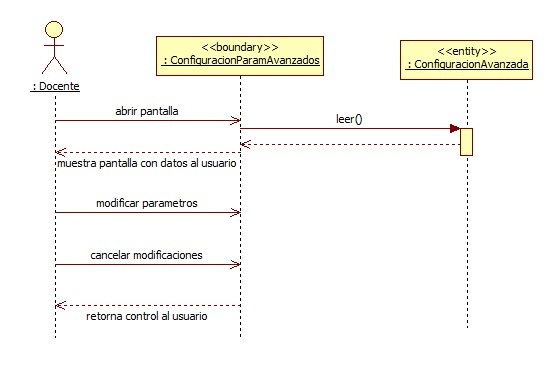 <<boundary>>
: ConfiguracionParamAvanzados
<<entity>>
: ConfiguracionAvanzada
: Docente
abrir pantalla
leer()
muestra pantalla con datos al usuario
modificar parametros
cancelar modificaciones
retorna control al usuario